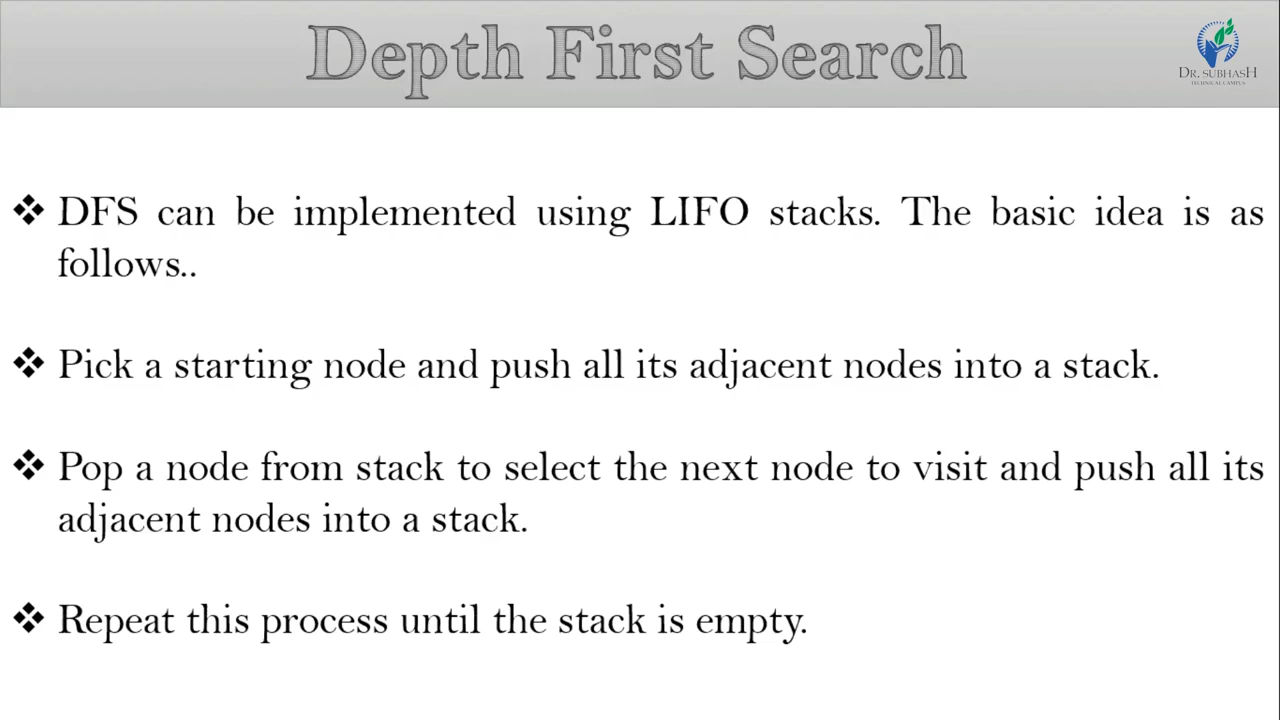 Depth First Search
DR. SUBHASH
TECHNICAL CAMPUS
❖ DFS can be implemented using LIFO stacks. The basic idea is as
follows..
❖ Pick a starting node and push all its adjacent nodes into a stack.
❖ Pop a node from stack to select the next node to visit and push all its
adjacent nodes into a stack.
❖ Repeat this process until the stack is empty.